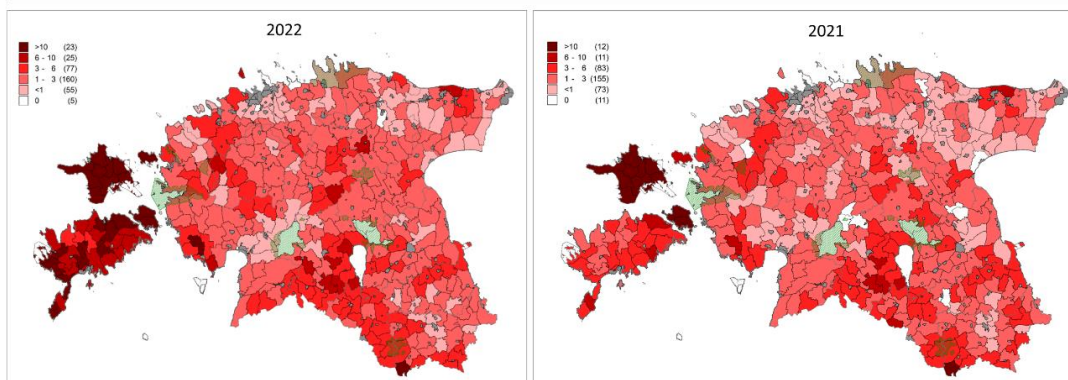 2022
>10 (23)
6 - 10 (25)
3 - 6 (77)
1 - 3 (160)
<1 (55)
0 (5)
2021
>10 (12)
6 - 10 (11)
3 - 6 (83)
1 - 3 (155)
<1 (73)
0 (11)